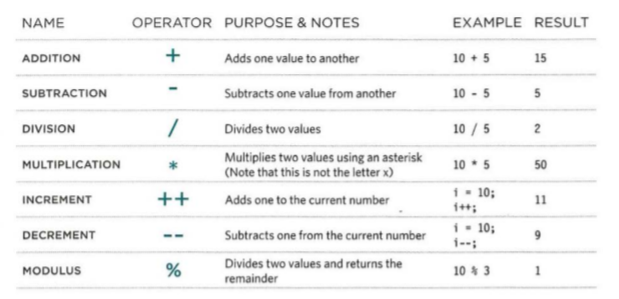 NAME OPERATOR PURPOSE & NOTES EXAMPLE RESULT
ADDITION + Adds one value to another 10 + 5 15
SUBTRACTION - Subtracts one value from another 10 - 5 5
DIVISION / Divides two values 10 / 5 2
MULTIPLICATION * Multiplies two values using an asterisk
(Note that this is not the letter x) 10 * 5 50
INCREMENT ++ Adds one to the current number i = 10;
i++; 11
DECREMENT -- Subtracts one from the current number i = 10;
i--; 9
MODULUS % Divides two values and returns the
remainder 10 % 3 1